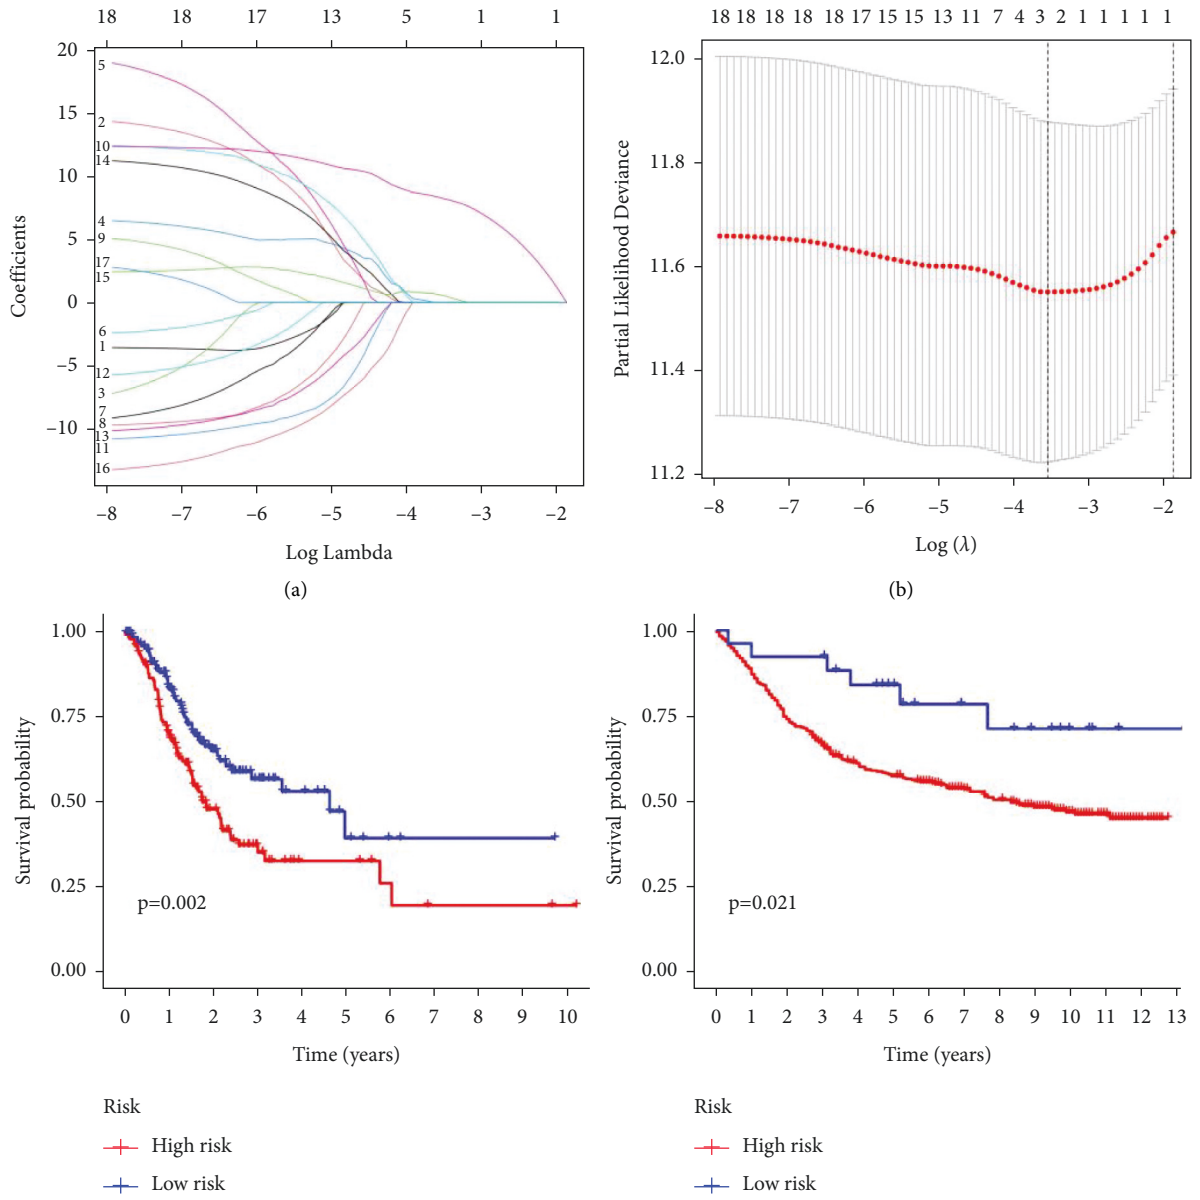 18 18 17 13 5 1 1
20
15
10
5
0
−5
−10
5
2
10
14
4
9
17
15
6
1
12
3
7
8
13
11
16
Coefficients
−8 −7 −6 −5 −4 −3 −2
Log Lambda
(a)
18 18 18 18 18 17 15 15 13 11 7 4 3 2 1 1 1 1 1
12.0
11.8
11.6
11.4
11.2
Partial Likelihood Deviance
−8 −7 −6 −5 −4 −3 −2
Log (λ)
(b)
1.00
0.75
0.50
0.25
0.00
Survival probability
p=0.002
0 1 2 3 4 5 6 7 8 9 10
Time (years)
Risk
High risk
Low risk
1.00
0.75
0.50
0.25
0.00
Survival probability
p=0.021
0 1 2 3 4 5 6 7 8 9 10 11 12 13
Time (years)
Risk
High risk
Low risk